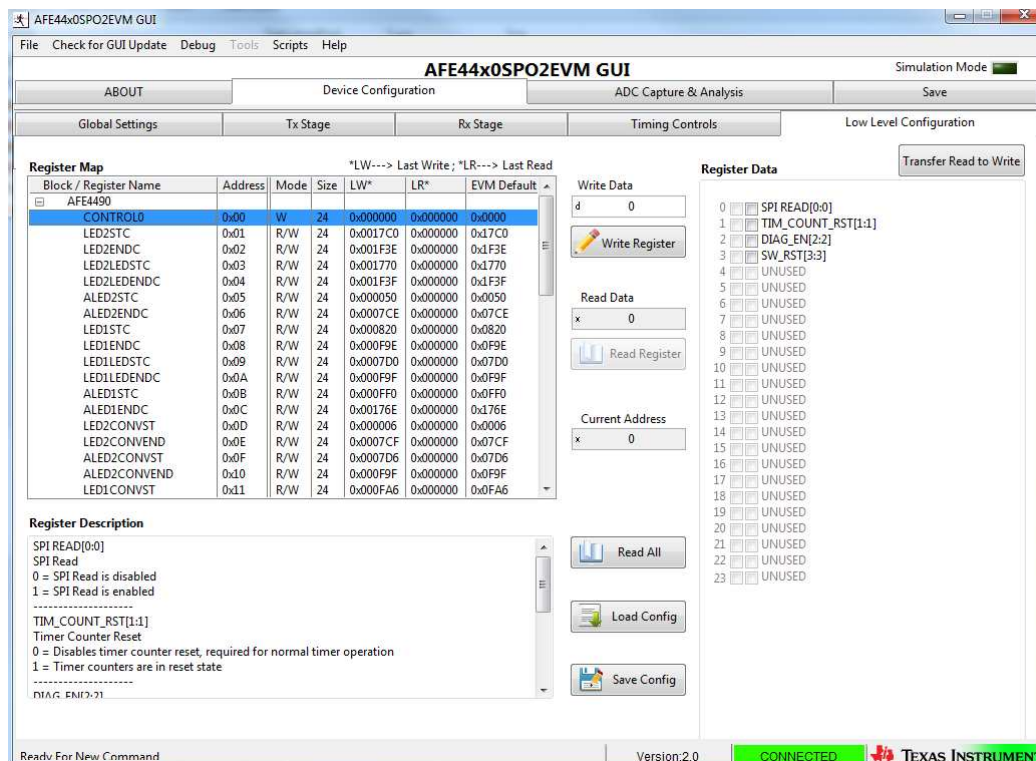 AFE44x0SPO2EVM GUI
File Check for GUI Update Debug Tools Scripts Help
AFE44x0SPO2EVM GUI
Simulation Mode
ABOUT Device Configuration ADC Capture & Analysis Save
Global Settings Tx Stage Rx Stage Timing Controls Low Level Configuration
Register Map *LW---> Last Write ; *LR---> Last Read
Block / Register Name Address Mode Size LW* LR* EVM Default
AFE4490
CONTROL0 0x00 W 24 0x000000 0x000000 0x0000
LED2STC 0x01 R/W 24 0x0017C0 0x000000 0x17C0
LED2ENDC 0x02 R/W 24 0x001F3E 0x000000 0x1F3E
LED2LEDSTC 0x03 R/W 24 0x001770 0x000000 0x1770
LED2LEDENDC 0x04 R/W 24 0x001F3F 0x000000 0x1F3F
ALED2STC 0x05 R/W 24 0x000050 0x000000 0x0050
ALED2ENDC 0x06 R/W 24 0x0007CE 0x000000 0x07CE
LED1STC 0x07 R/W 24 0x000820 0x000000 0x0820
LED1ENDC 0x08 R/W 24 0x000F9E 0x000000 0x0F9E
LED1LEDSTC 0x09 R/W 24 0x0007D0 0x000000 0x07D0
LED1LEDENDC 0x0A R/W 24 0x000F9F 0x000000 0x0F9F
ALED1STC 0x0B R/W 24 0x000FF0 0x000000 0x0FF0
ALED1ENDC 0x0C R/W 24 0x00176E 0x000000 0x176E
LED2CONVST 0x0D R/W 24 0x000006 0x000000 0x0006
LED2CONVEND 0x0E R/W 24 0x0007CF 0x000000 0x07CF
ALED2CONVST 0x0F R/W 24 0x0007D6 0x000000 0x07D6
ALED2CONVEND 0x10 R/W 24 0x000F9F 0x000000 0x0F9F
LED1CONVST 0x11 R/W 24 0x000FA6 0x000000 0x0FA6
Register Description
SPI READ[0:0]
SPI Read
0 = SPI Read is disabled
1 = SPI Read is enabled
--------------------
TIM_COUNT_RST[1:1]
Timer Counter Reset
0 = Disables timer counter reset, required for normal timer operation
1 = Timer counters are in reset state
--------------------
DIAG_EN[2:2]
Write Data
d 0
Write Register
Read Data
x 0
Read Register
Current Address
x 0
Read All
Load Config
Save Config
Register Data
Transfer Read to Write
0 SPI READ[0:0]
1 TIM_COUNT_RST[1:1]
2 DIAG_EN[2:2]
3 SW_RST[3:3]
4 UNUSED
5 UNUSED
6 UNUSED
7 UNUSED
8 UNUSED
9 UNUSED
10 UNUSED
11 UNUSED
12 UNUSED
13 UNUSED
14 UNUSED
15 UNUSED
16 UNUSED
17 UNUSED
18 UNUSED
19 UNUSED
20 UNUSED
21 UNUSED
22 UNUSED
23 UNUSED
Ready For New Command Version:2.0 CONNECTED TEXAS INSTRUMENT